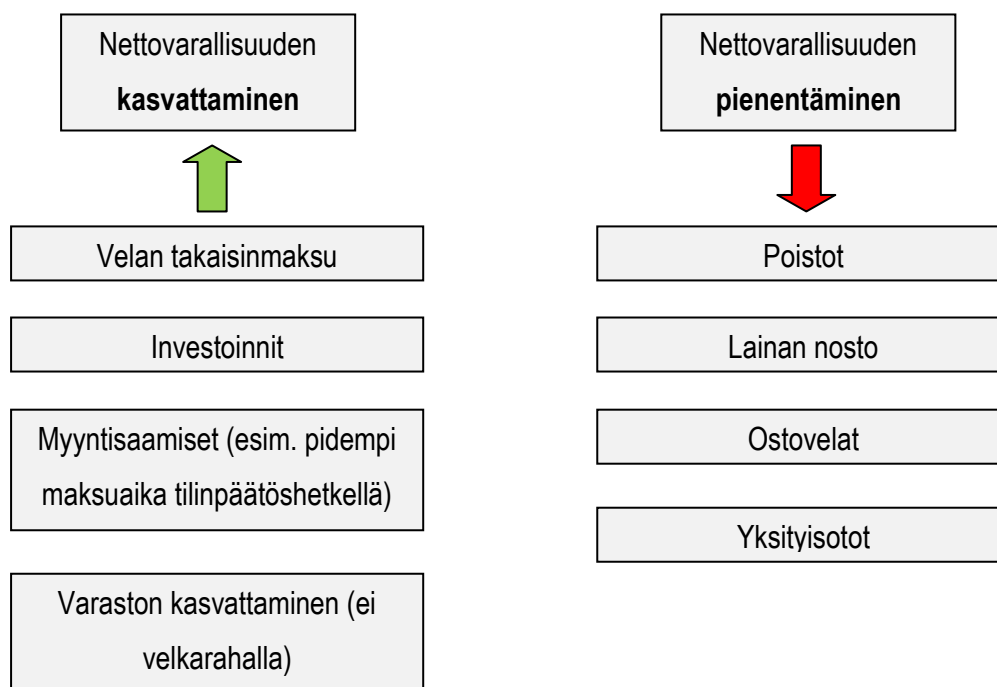 Nettovarallisuuden
kasvattaminen
Velan takaisinmaksu
Investoinnit
Myyntisaamiset (esim. pidempi
maksuaika tilinpäätöshetkellä)
Varaston kasvattaminen (ei
velkarahalla)
Nettovarallisuuden
pienentäminen
Poistot
Lainan nosto
Ostovelat
Yksityisotot